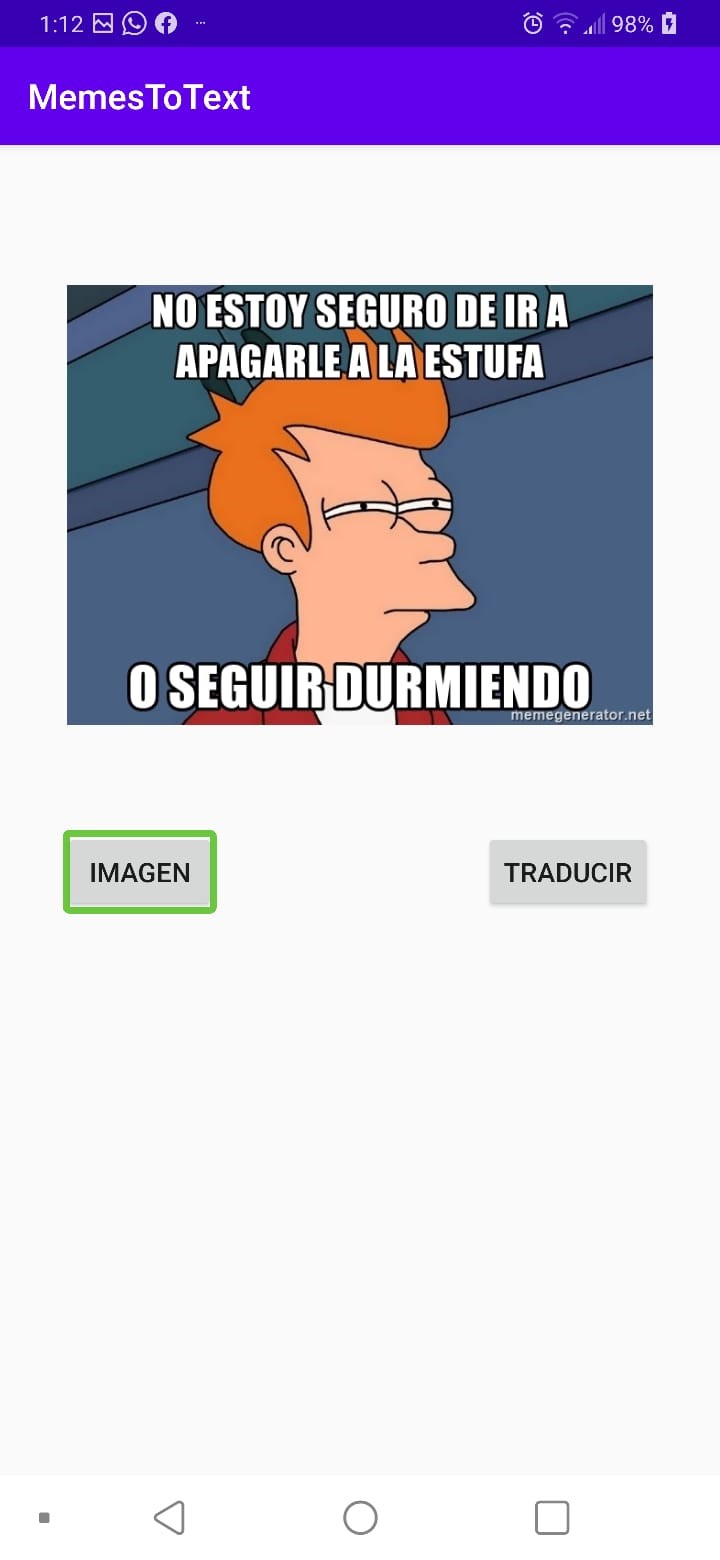 1:12
98%
MemesToText
NO ESTOY SEGURO DE IR A
APAGARLE A LA ESTUFA
O SEGUIR DURMIENDO
memegenerator.net
IMAGEN
TRADUCIR